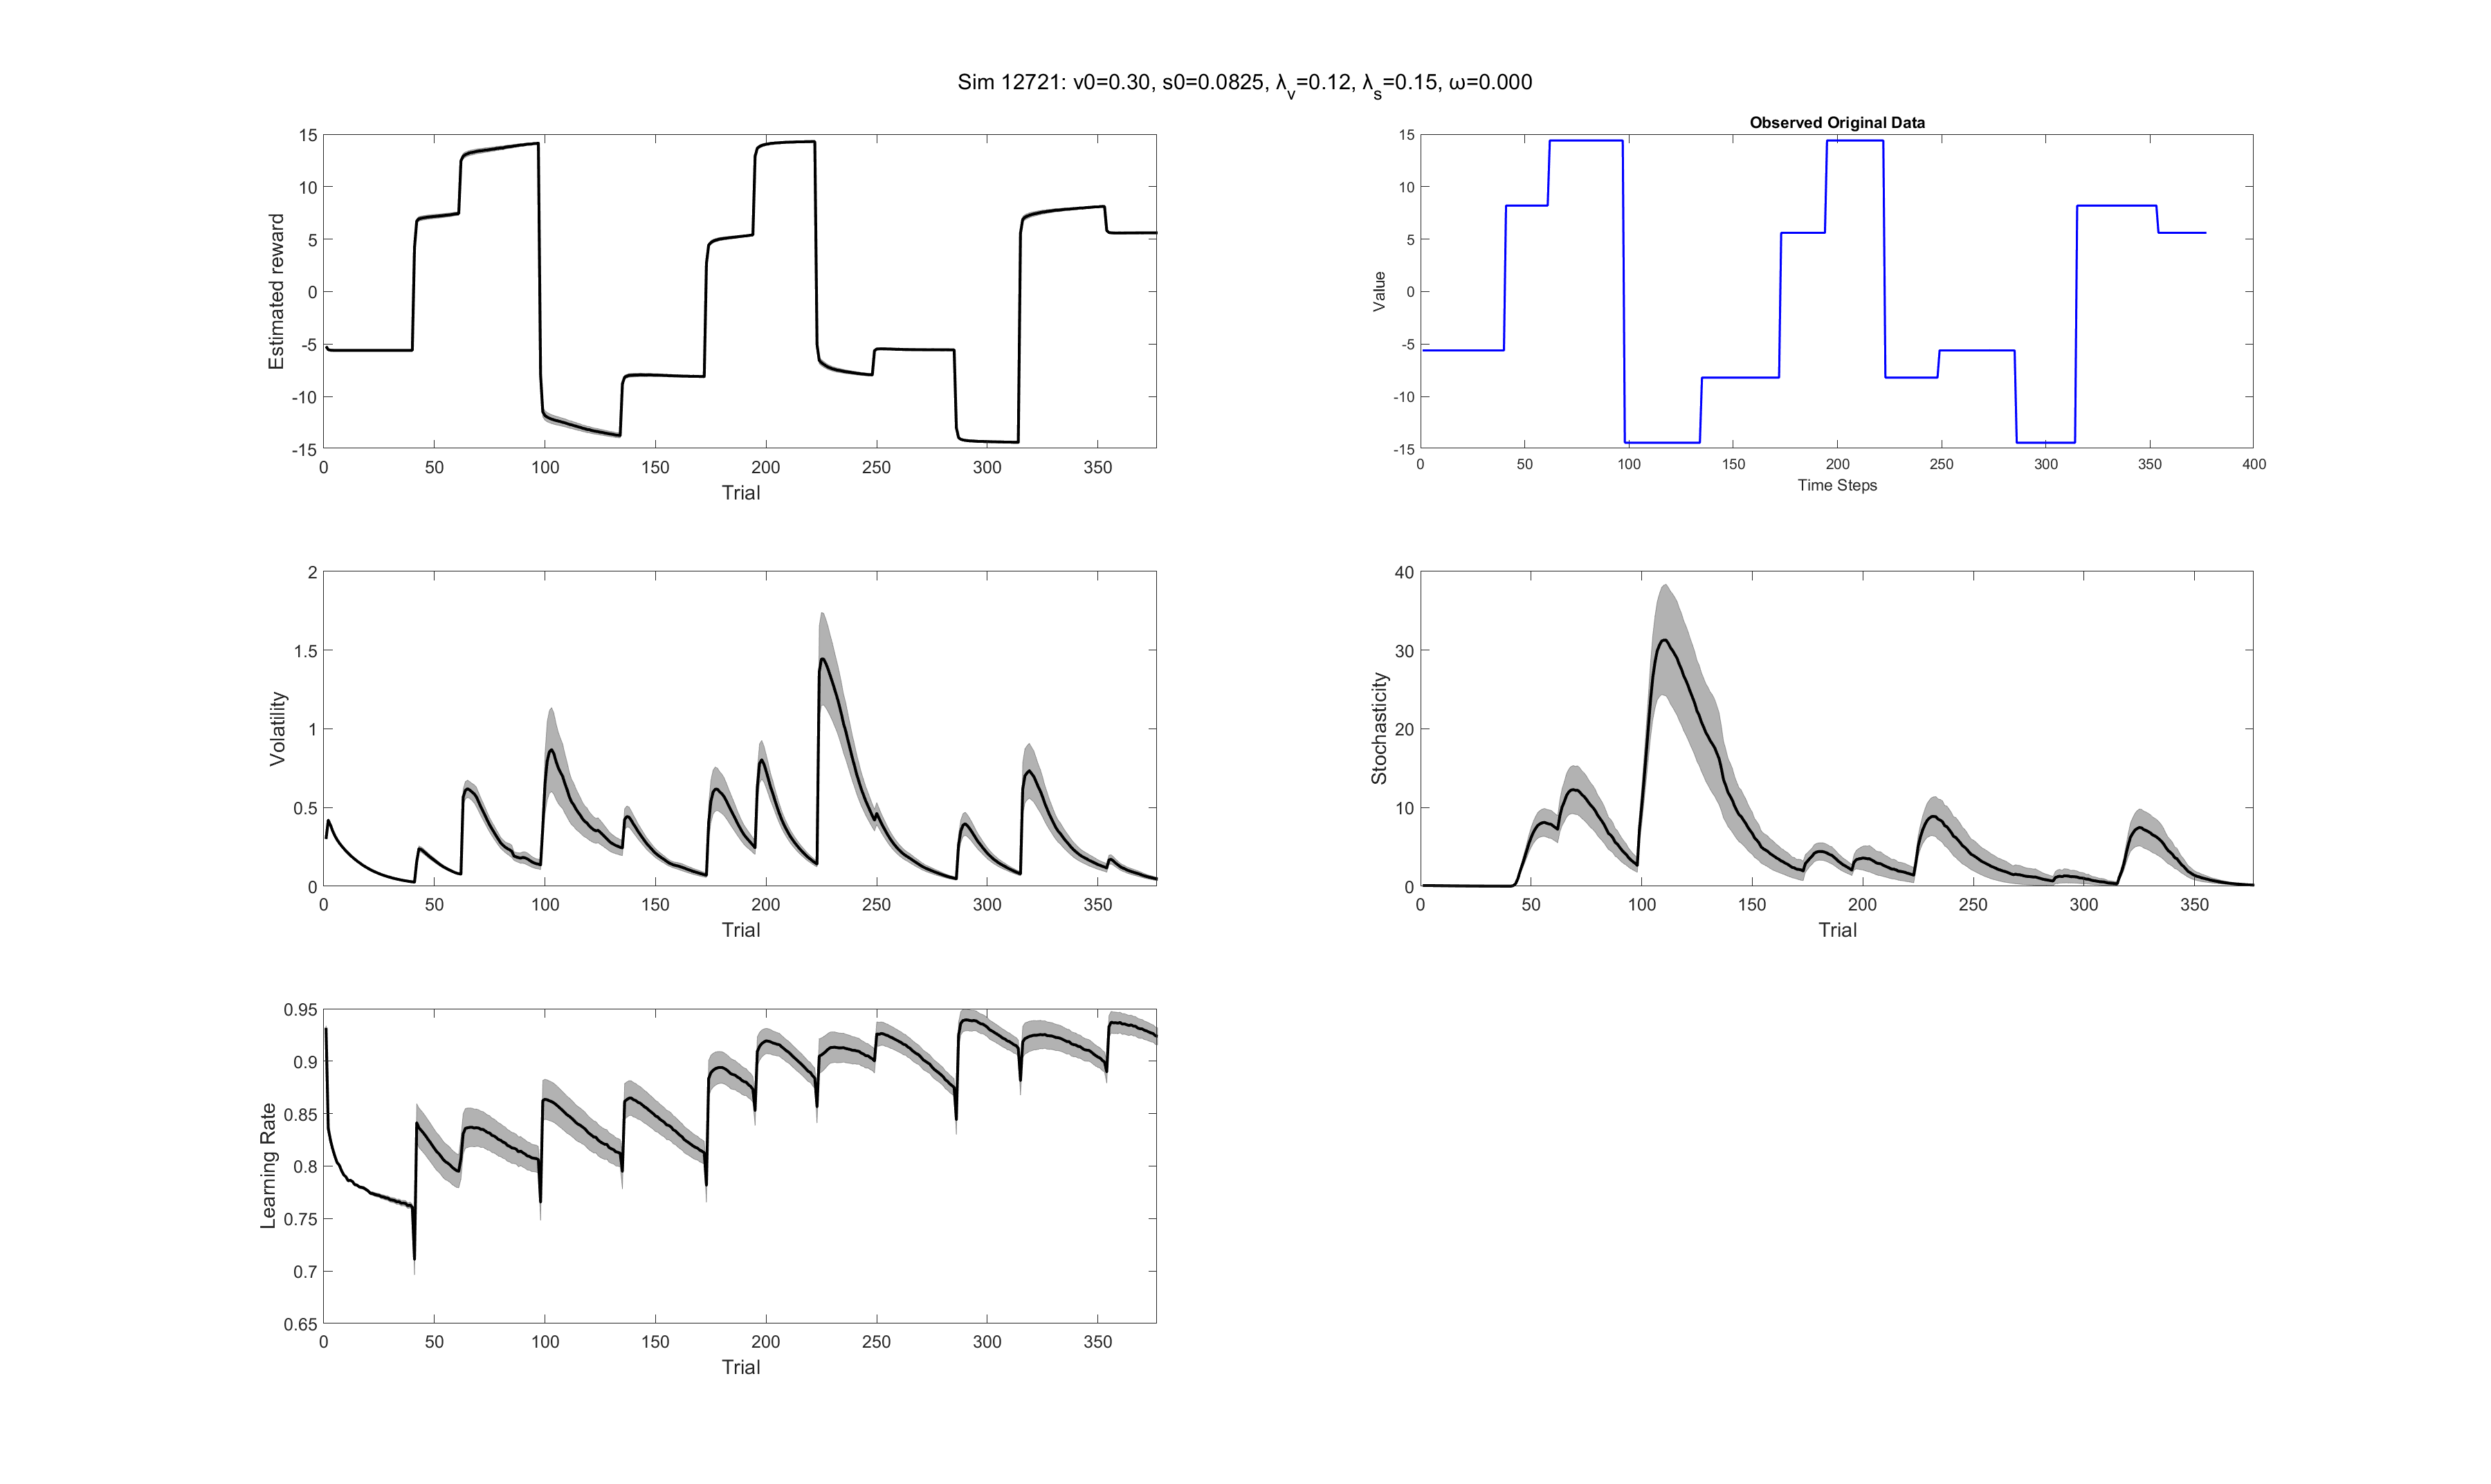 Sim 12721: v0=0.30, s0=0.0825, λv=0.12, λs=0.15, ω=0.000
15
10
5
0
-5
-10
-15
Estimated reward
0 50 100 150 200 250 300 350
Trial
Observed Original Data
15
10
5
0
-5
-10
-15
Value
0 50 100 150 200 250 300 350 400
Time Steps
2
1.5
1
0.5
0
Volatility
0 50 100 150 200 250 300 350
Trial
40
30
20
10
0
Stochasticity
0 50 100 150 200 250 300 350
Trial
0.95
0.9
0.85
0.8
0.75
0.7
0.65
Learning Rate
0 50 100 150 200 250 300 350
Trial